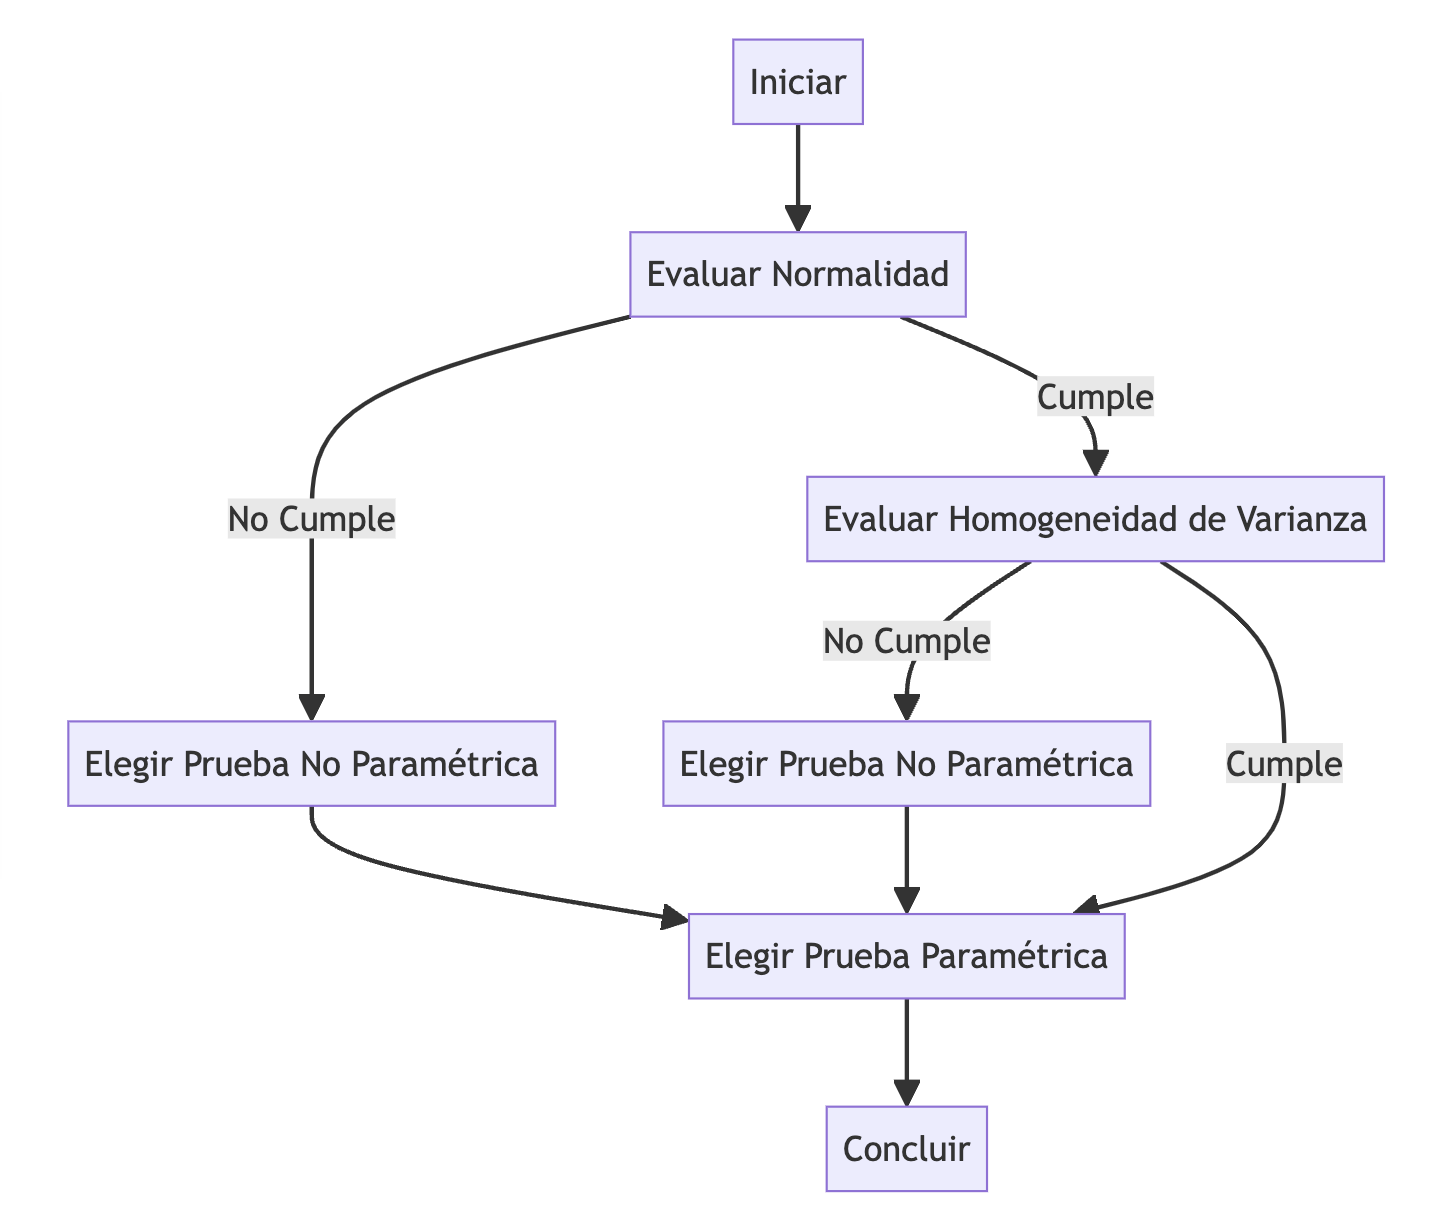 Iniciar
Evaluar Normalidad
Cumple
No Cumple
Evaluar Homogeneidad de Varianza
No Cumple
Elegir Prueba No Paramétrica
Elegir Prueba No Paramétrica
Cumple
Elegir Prueba Paramétrica
Concluir